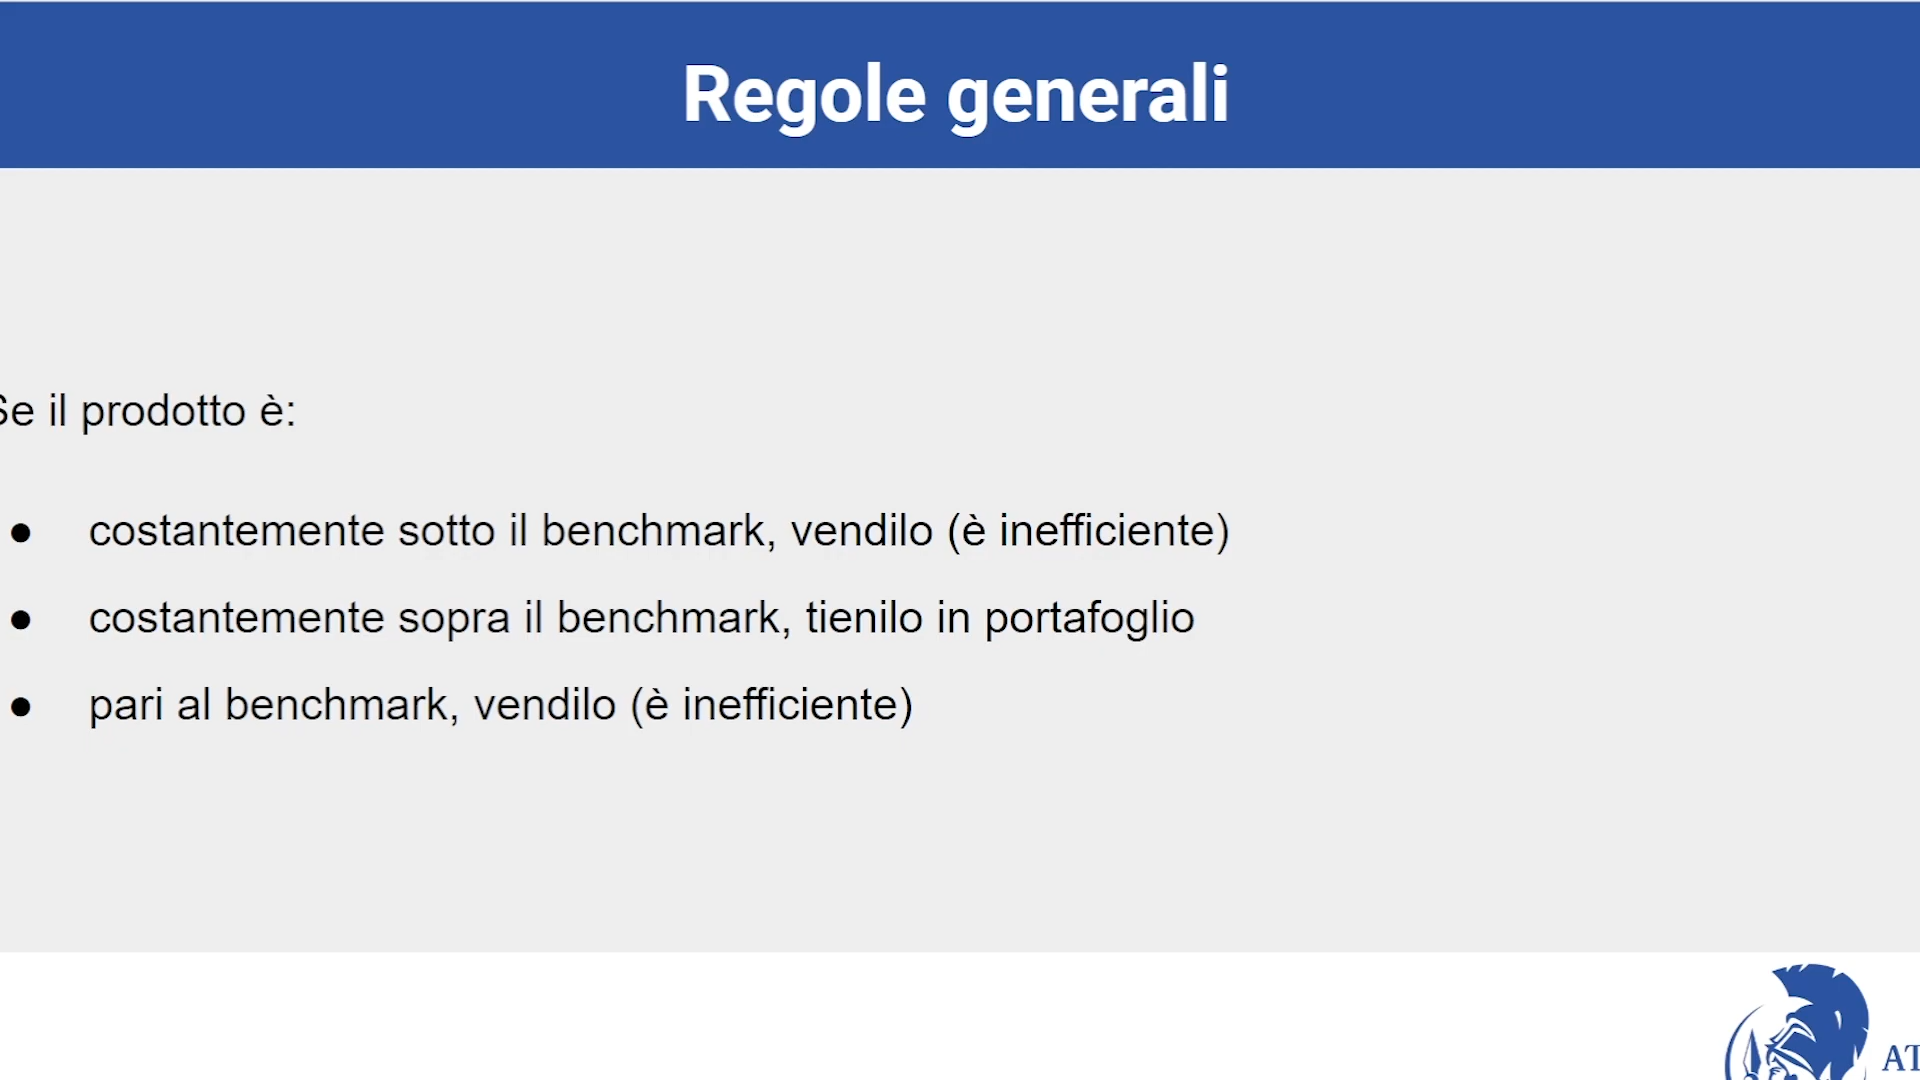 Regole generali
Se il prodotto è:
● costantemente sotto il benchmark, vendilo (è inefficiente)
● costantemente sopra il benchmark, tienilo in portafoglio
● pari al benchmark, vendilo (è inefficiente)